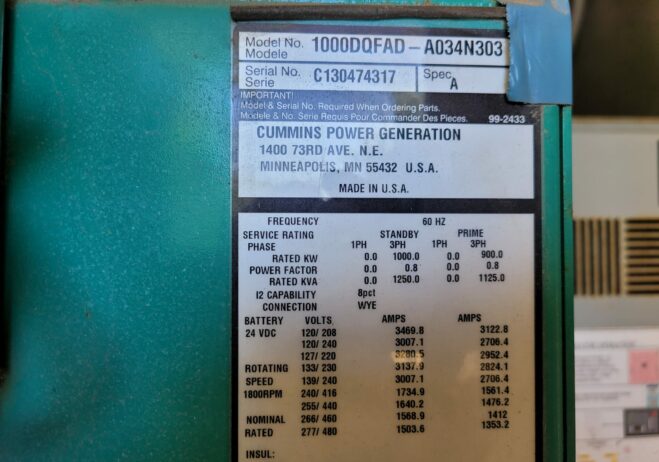 Model No. 1000DQFAD - A034N303
Modele
Serial No. C130474317 Spec
Serie A
IMPORTANT!
Model & Serial No. Required When Ordering Parts.
Modele & No. Serie Requis Pour Commander Des Pieces. 99-2433
CUMMINS POWER GENERATION
1400 73RD AVE. N.E.
MINNEAPOLIS, MN 55432 U.S.A.
MADE IN U.S.A.
FREQUENCY 60 HZ
SERVICE RATING STANDBY PRIME
PHASE 1PH 3PH 1PH 3PH
RATED KW 0.0 1000.0 0.0 900.0
POWER FACTOR 0.0 0.8 0.0 0.8
RATED KVA 0.0 1250.0 0.0 1125.0
I2 CAPABILITY 8pct
CONNECTION WYE
BATTERY VOLTS AMPS AMPS
24 VDC 120/ 208 3469.8 3122.8
120/ 240 3007.1 2706.4
127/ 220 3280.5 2952.4
ROTATING 133/ 230 3137.9 2824.1
SPEED 139/ 240 3007.1 2706.4
1800RPM 240/ 416 1734.9 1561.4
255/ 440 1640.2 1476.2
NOMINAL 266/ 460 1568.9 1412
RATED 277/ 480 1503.6 1353.2
INSUL: